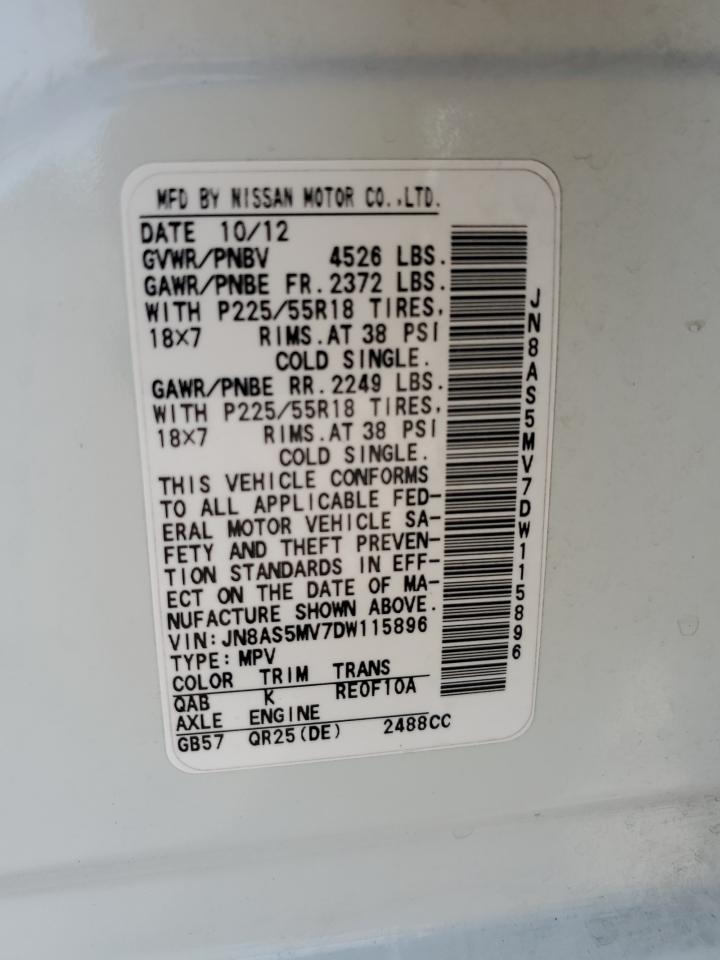 MFD BY NISSAN MOTOR CO.,LTD.
DATE 10/12
GVWR/PNBV 4526 LBS.
GAWR/PNBE FR. 2372 LBS.
WITH P225/55R18 TIRES,
18×7 RIMS.AT 38 PSI
COLD SINGLE.
GAWR/PNBE RR. 2249 LBS.
WITH P225/55R18 TIRES,
18×7 RIMS.AT 38 PSI
COLD SINGLE.
THIS VEHICLE CONFORMS
TO ALL APPLICABLE FED-
ERAL MOTOR VEHICLE SA-
FETY AND THEFT PREVEN-
TION STANDARDS IN EFF-
ECT ON THE DATE OF MA-
NUFACTURE SHOWN ABOVE.
VIN:JN8AS5MV7DW115896
TYPE:MPV
COLOR TRIM TRANS
QAB K RE0F10A
AXLE ENGINE
GB57 QR25(DE) 2488CC
JN8AS5MV7DW115896